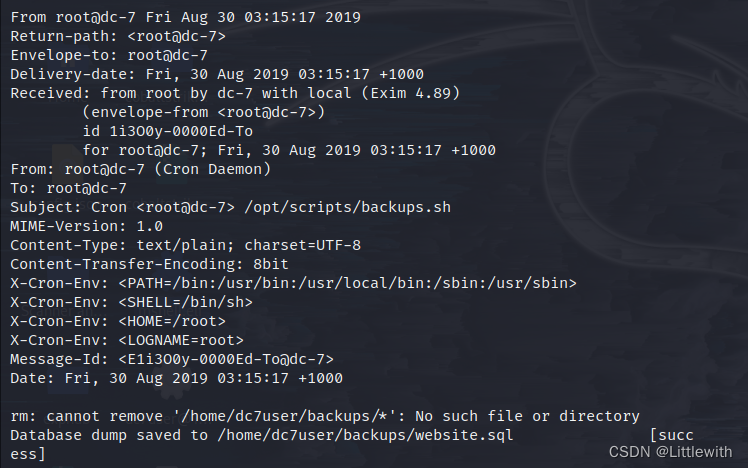 From root@dc-7 Fri Aug 30 03:15:17 2019
Return-path: <root@dc-7>
Envelope-to: root@dc-7
Delivery-date: Fri, 30 Aug 2019 03:15:17 +1000
Received: from root by dc-7 with local (Exim 4.89)
        (envelope-from <root@dc-7>)
        id 1i3O0y-0000Ed-To
        for root@dc-7; Fri, 30 Aug 2019 03:15:17 +1000
From: root@dc-7 (Cron Daemon)
To: root@dc-7
Subject: Cron <root@dc-7> /opt/scripts/backups.sh
MIME-Version: 1.0
Content-Type: text/plain; charset=UTF-8
Content-Transfer-Encoding: 8bit
X-Cron-Env: <PATH=/bin:/usr/bin:/usr/local/bin:/sbin:/usr/sbin>
X-Cron-Env: <SHELL=/bin/sh>
X-Cron-Env: <HOME=/root>
X-Cron-Env: <LOGNAME=root>
Message-Id: <E1i3O0y-0000Ed-To@dc-7>
Date: Fri, 30 Aug 2019 03:15:17 +1000

rm: cannot remove '/home/dc7user/backups/*': No such file or directory
Database dump saved to /home/dc7user/backups/website.sql               [succ
ess]
CSDN @Littlewith